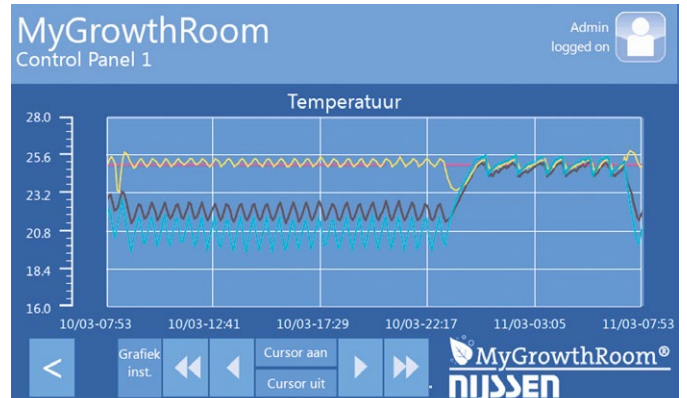 MyGrowthRoom
Control Panel 1
Admin
logged on
Temperatuur
28.0
25.6
23.2
20.8
18.4
16.0
10/03-07:53 10/03-12:41 10/03-17:29 10/03-22:17 11/03-03:05 11/03-07:53
<
Grafiek
inst.
Cursor aan
Cursor uit
MyGrowthRoom®
NIJSSEN